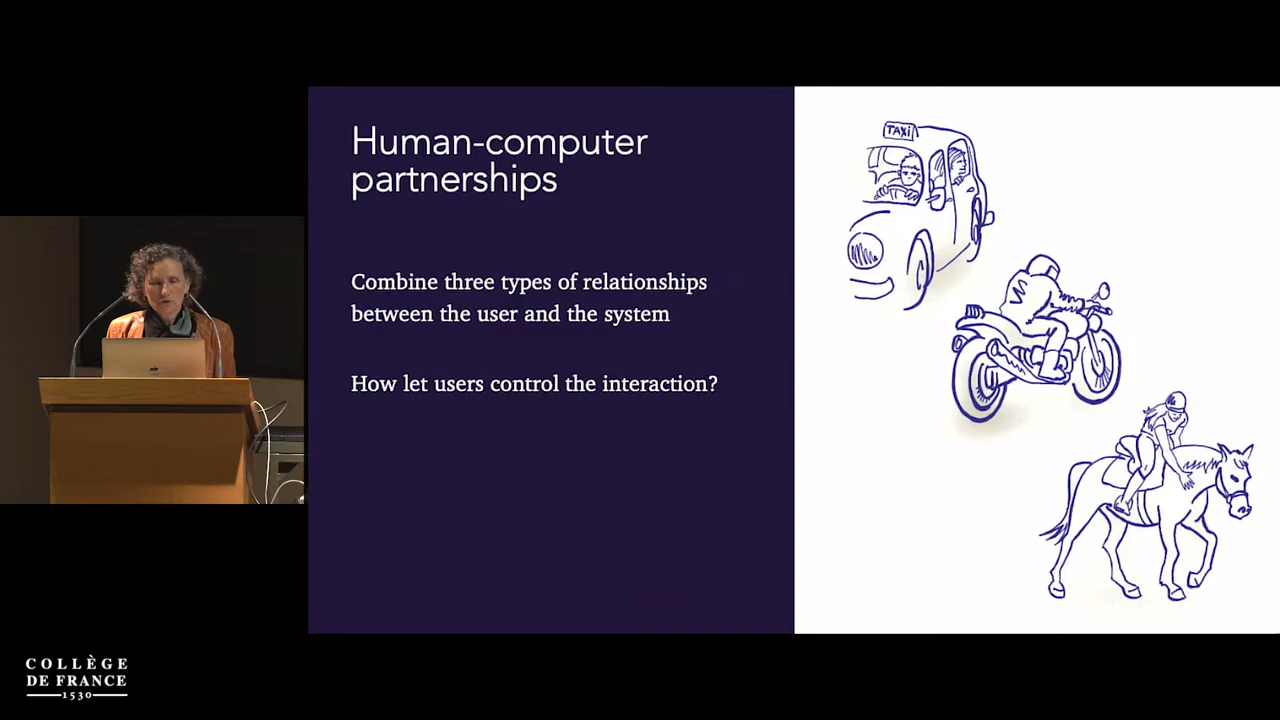 Human-computer
partnerships
Combine three types of relationships
between the user and the system
How let users control the interaction?
TAXI
COLLÈGE
DE FRANCE
1530